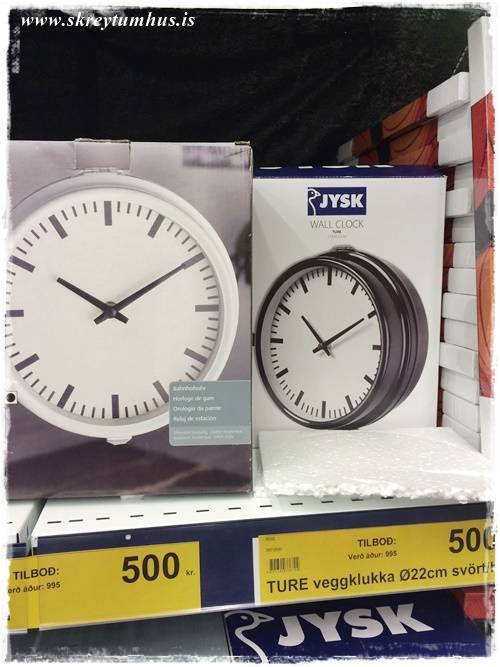 www.skreytumhus.is
JYSK
WALL CLOCK
TURE
Bahnhofsuhr
Horloge de gare
Orologio da parete
Reloj de estación
TILBOÐ:
Verð áður: 995
500 kr.
TILBOÐ:
Verð áður: 995
500
TURE veggklukka Ø22cm svört/
JYSK